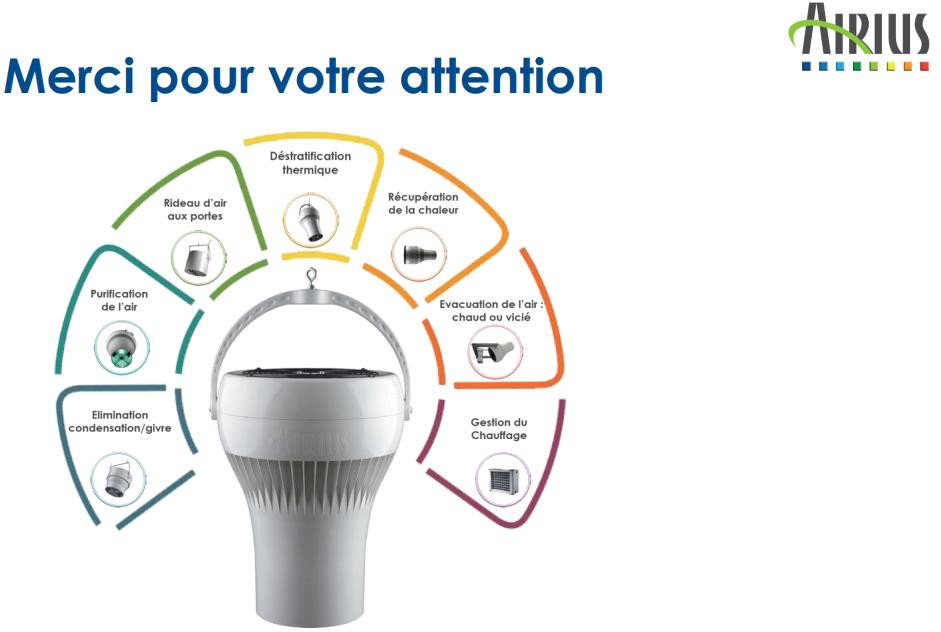 AIRIUS
Merci pour votre attention
Déstratification
thermique
Rideau d'air
aux portes
Récupération
de la chaleur
Purification
de l'air
Evacuation de l'air :
chaud ou vicié
Elimination
condensation/givre
Gestion du
Chauffage
AIRIUS